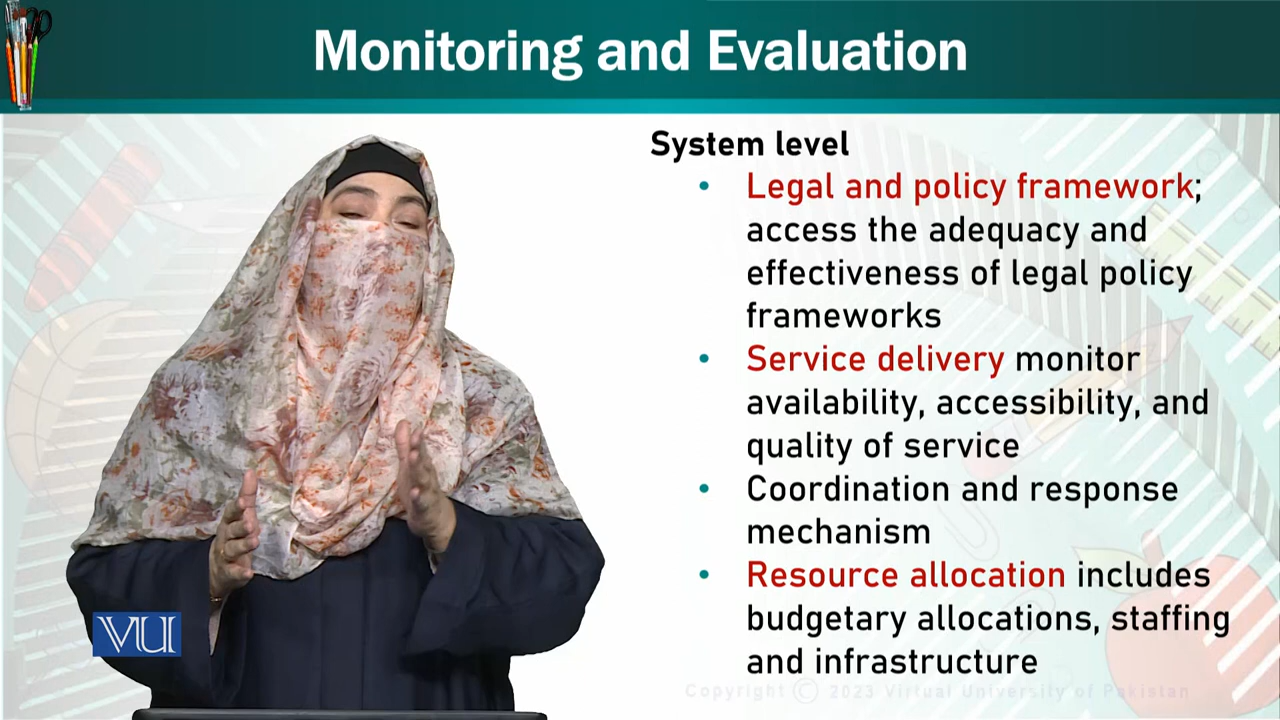 Monitoring and Evaluation
System level
• Legal and policy framework;
access the adequacy and
effectiveness of legal policy
frameworks
• Service delivery monitor
availability, accessibility, and
quality of service
• Coordination and response
mechanism
• Resource allocation includes
budgetary allocations, staffing
and infrastructure
VU
Copyright © 2023 Virtual University of Pakistan